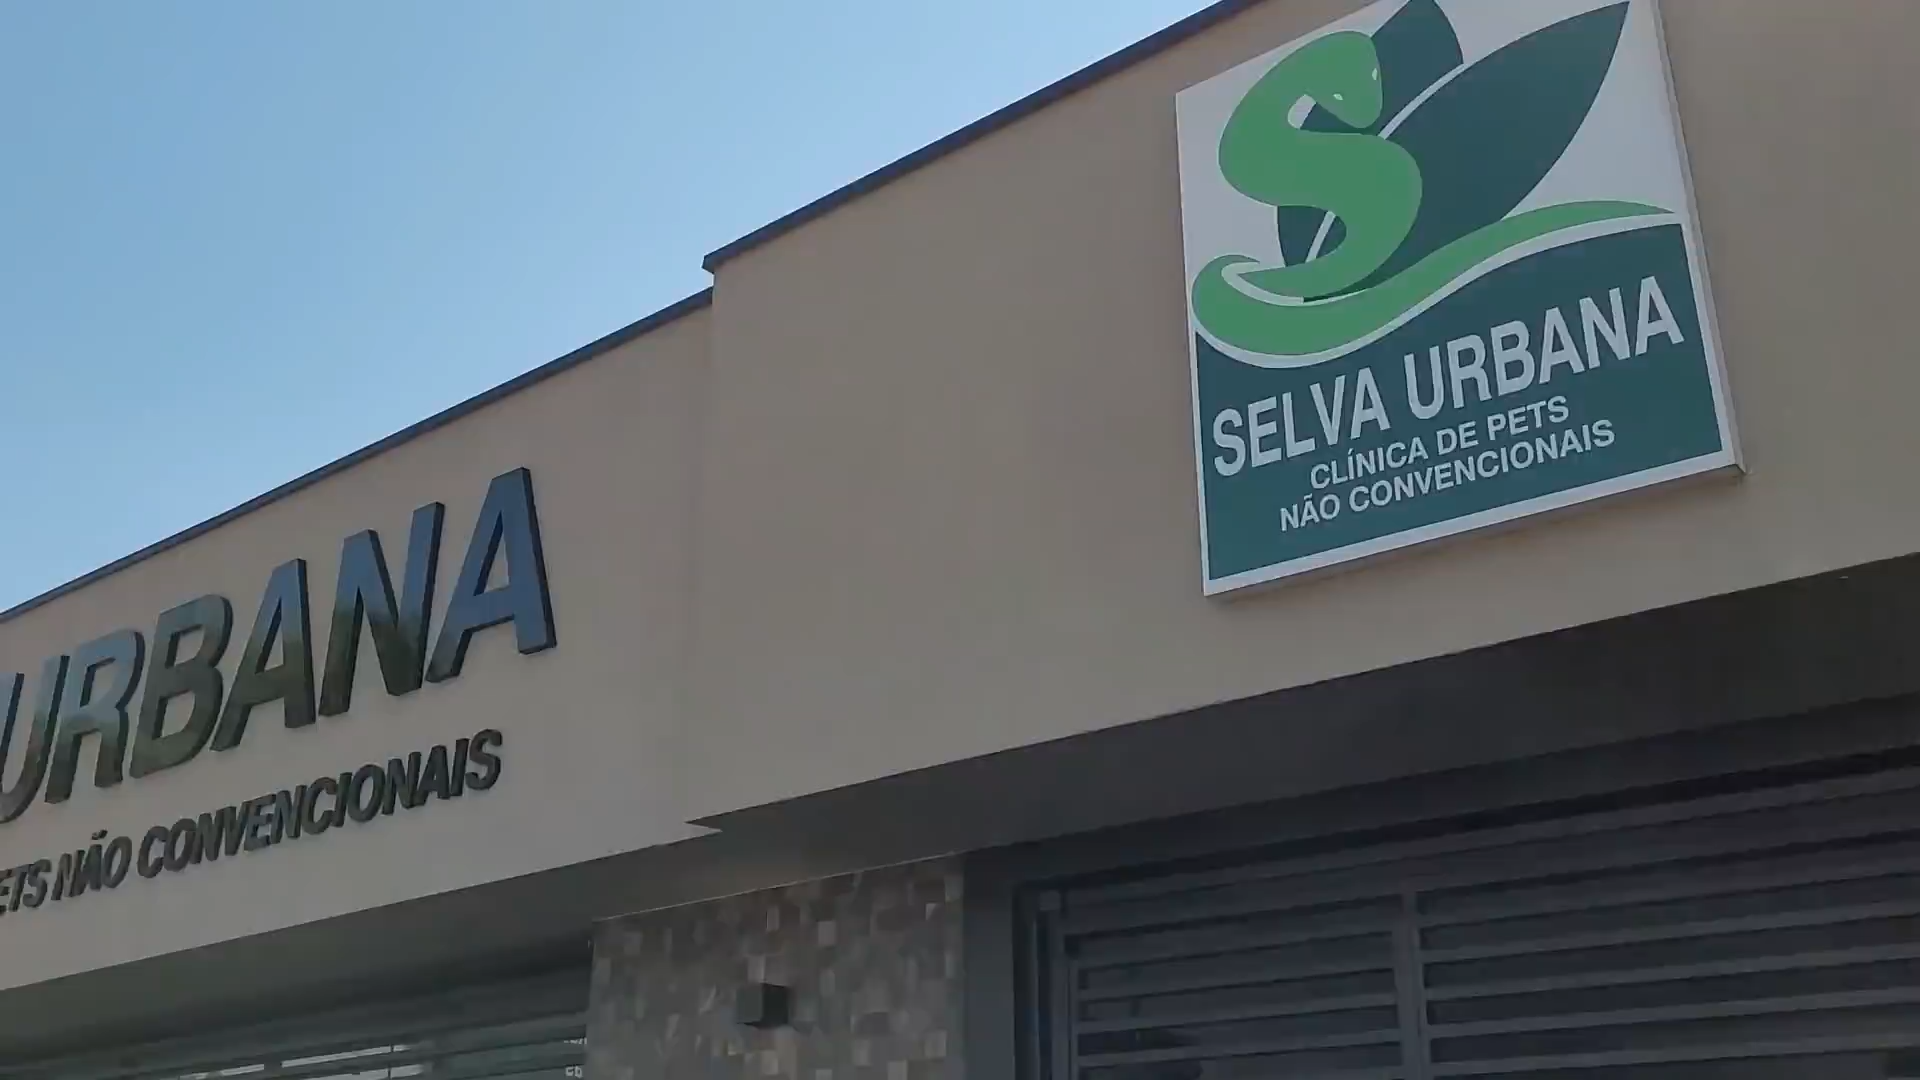 URBANA
ETS NÃO CONVENCIONAIS
SELVA URBANA
CLÍNICA DE PETS
NÃO CONVENCIONAIS